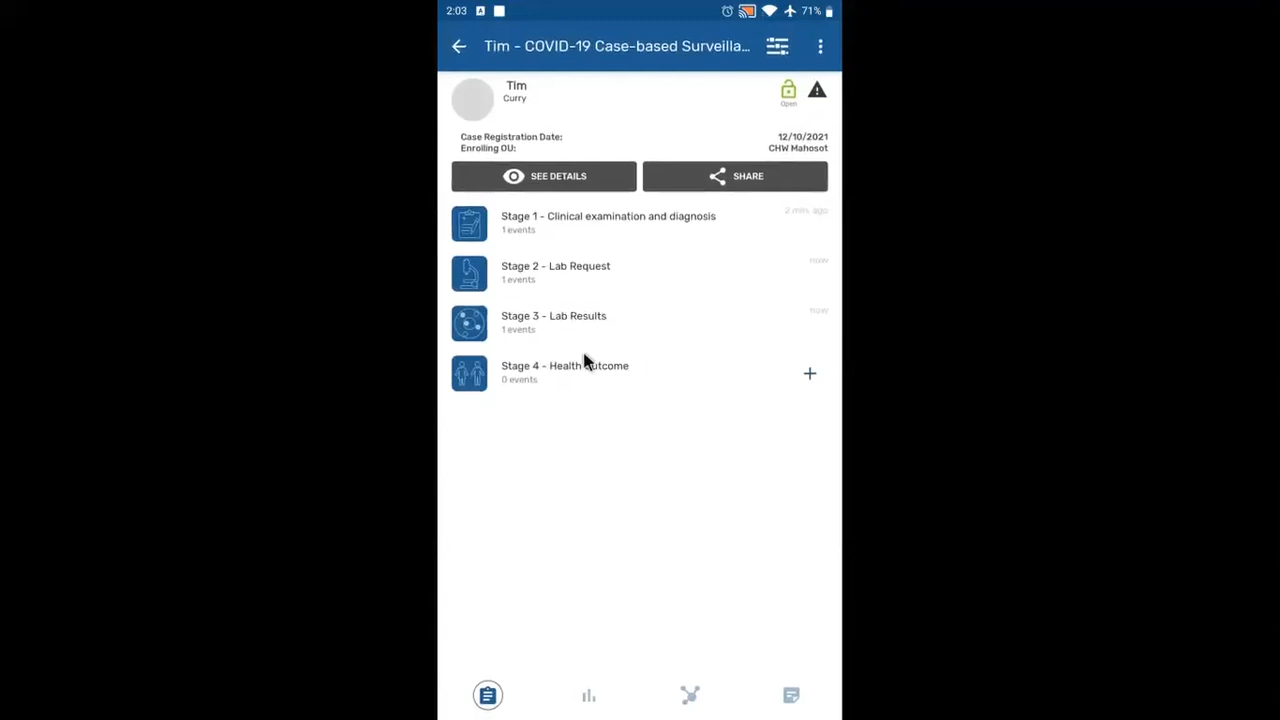 2:03 A 71%
Tim - COVID-19 Case-based Surveilla...
Tim
Curry
Open
Case Registration Date: 12/10/2021
Enrolling OU: CHW Mahosot
SEE DETAILS SHARE
Stage 1 - Clinical examination and diagnosis 2 min. ago
1 events
Stage 2 - Lab Request now
1 events
Stage 3 - Lab Results now
1 events
Stage 4 - Health Outcome
0 events